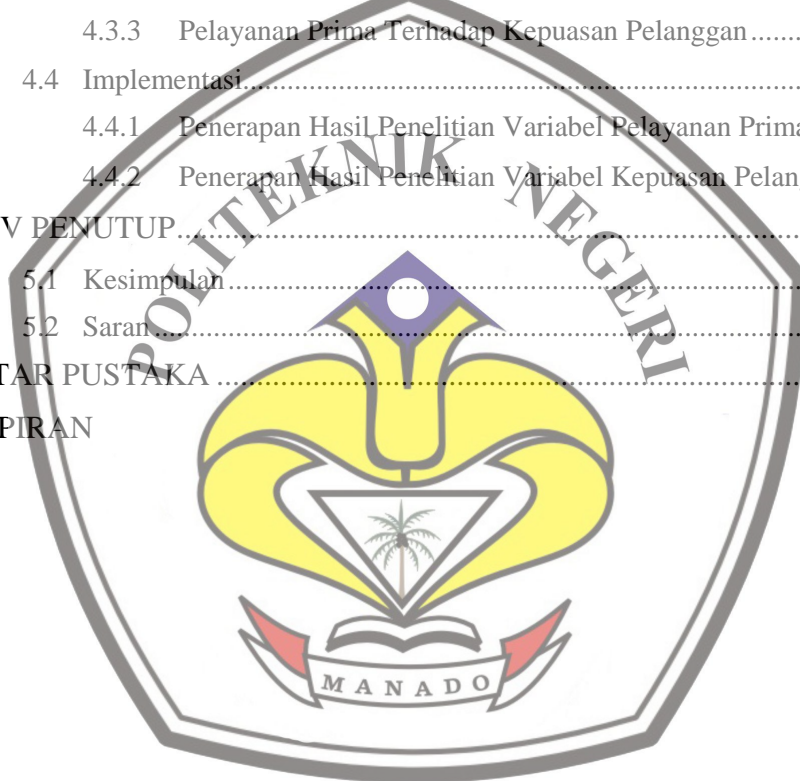 4.3.3 Pelayanan Prima Terhadap Kepuasan Pelanggan.......
4.4 Implementasi.......
4.4.1 Penerapan Hasil Penelitian Variabel Pelayanan Prima
4.4.2 Penerapan Hasil Penelitian Variabel Kepuasan Pelan
V PENUTUP.......
5.1 Kesimpulan.......
5.2 Saran.......
TAR PUSTAKA.......
PIRAN
POLITEKNIK NEGERI
MANADO